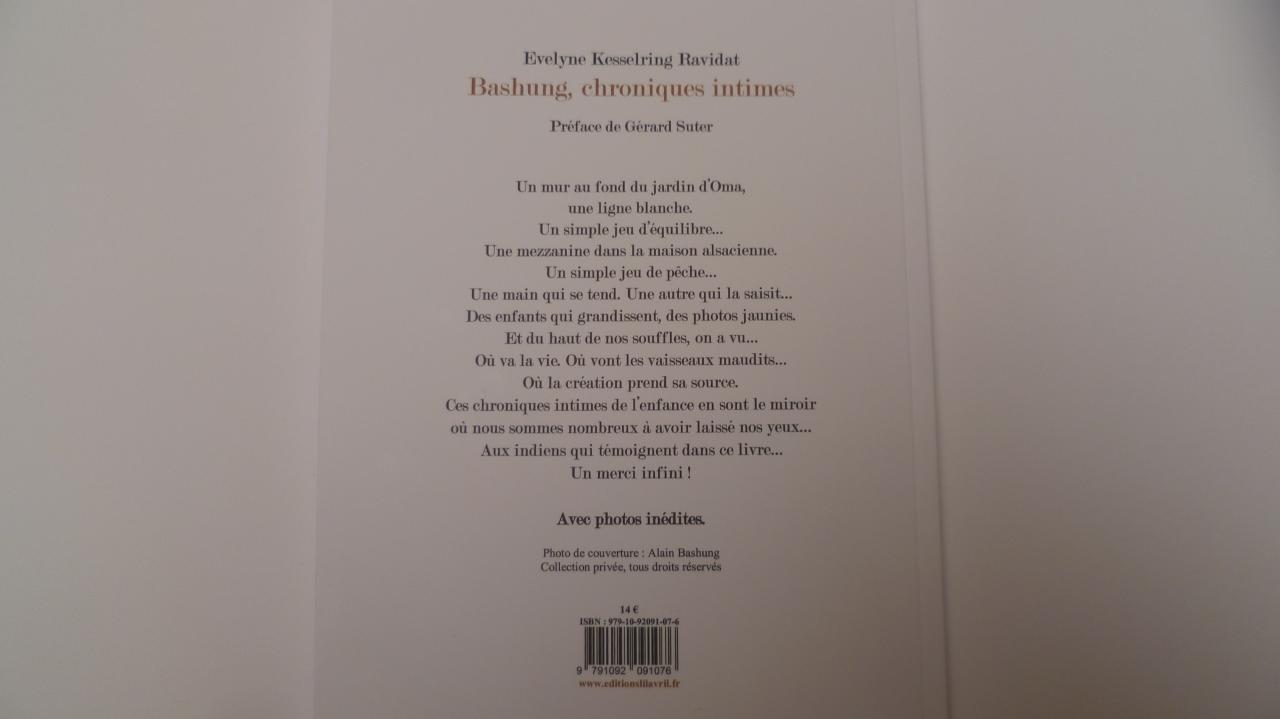 Evelyne Kesselring Ravidat
Bashung, chroniques intimes
Préface de Gérard Suter
Un mur au fond du jardin d'Oma,
une ligne blanche.
Un simple jeu d'équilibre...
Une mezzanine dans la maison alsacienne.
Un simple jeu de pêche...
Une main qui se tend. Une autre qui la saisit...
Des enfants qui grandissent, des photos jaunies.
Et du haut de nos souffles, on a vu...
Où va la vie. Où vont les vaisseaux maudits...
Où la création prend sa source.
Ces chroniques intimes de l'enfance en sont le miroir
où nous sommes nombreux à avoir laissé nos yeux...
Aux indiens qui témoignent dans ce livre...
Un merci infini !
Avec photos inédites.
Photo de couverture : Alain Bashung
Collection privée, tous droits réservés
14 €
ISBN : 979-10-92091-07-6
9 791092 091076
www.editionslilavril.fr